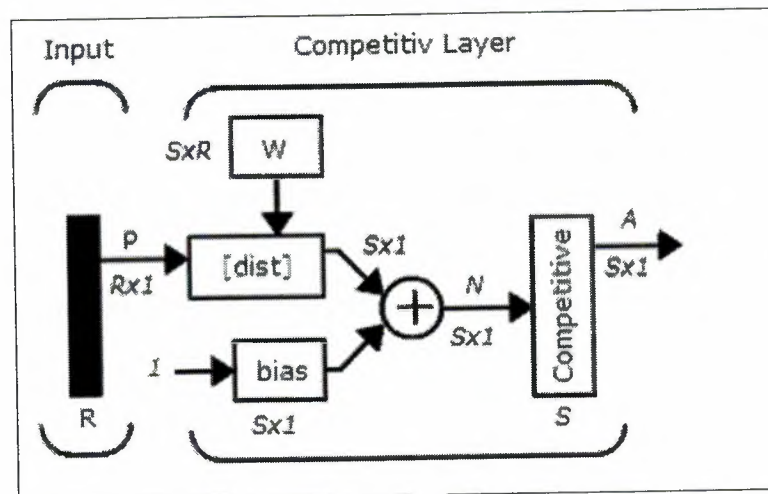 Input
Competitiv Layer
SxR
W
P
Rx1
[dist]
Sx1
+
N
Sx1
Competitive
A
Sx1
1
bias
Sx1
R
S